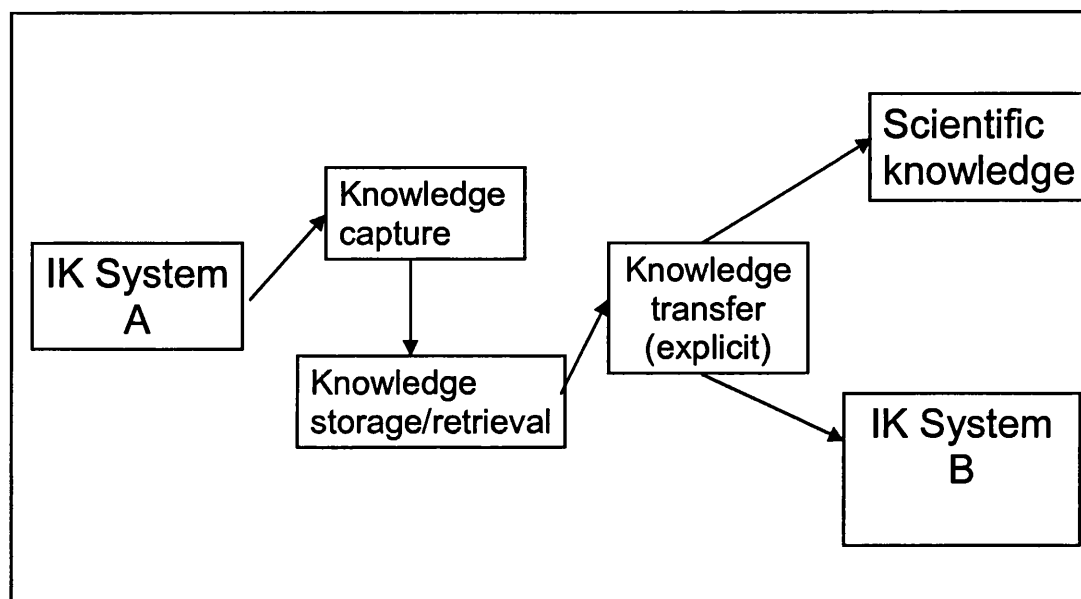 IK System
A
Knowledge
capture
Knowledge
storage/retrieval
Knowledge
transfer
(explicit)
Scientific
knowledge
IK System
B